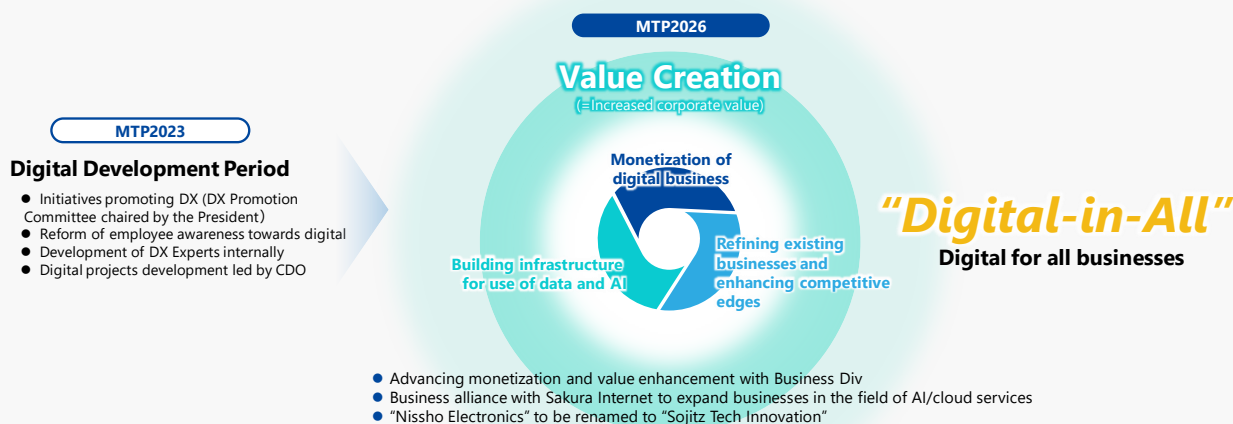 MTP2026
Value Creation
(=Increased corporate value)
MTP2023
Digital Development Period
● Initiatives promoting DX (DX Promotion
Committee chaired by the President)
● Reform of employee awareness towards digital
● Development of DX Experts internally
● Digital projects development led by CDO
Monetization of
digital business
Building infrastructure
for use of data and AI
Refining existing
businesses and
enhancing competitive
edges
“Digital-in-All”
Digital for all businesses
● Advancing monetization and value enhancement with Business Div
● Business alliance with Sakura Internet to expand businesses in the field of AI/cloud services
● “Nissho Electronics” to be renamed to “Sojitz Tech Innovation”